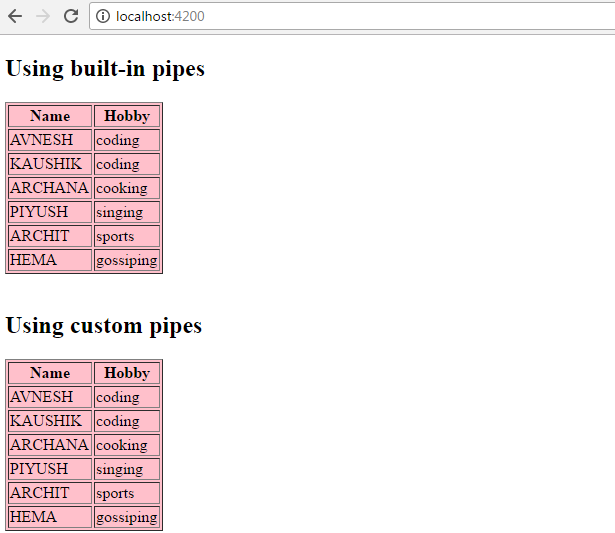 localhost:4200
Using built-in pipes
Name Hobby
AVNESH coding
KAUSHIK coding
ARCHANA cooking
PIYUSH singing
ARCHIT sports
HEMA gossiping
Using custom pipes
Name Hobby
AVNESH coding
KAUSHIK coding
ARCHANA cooking
PIYUSH singing
ARCHIT sports
HEMA gossiping